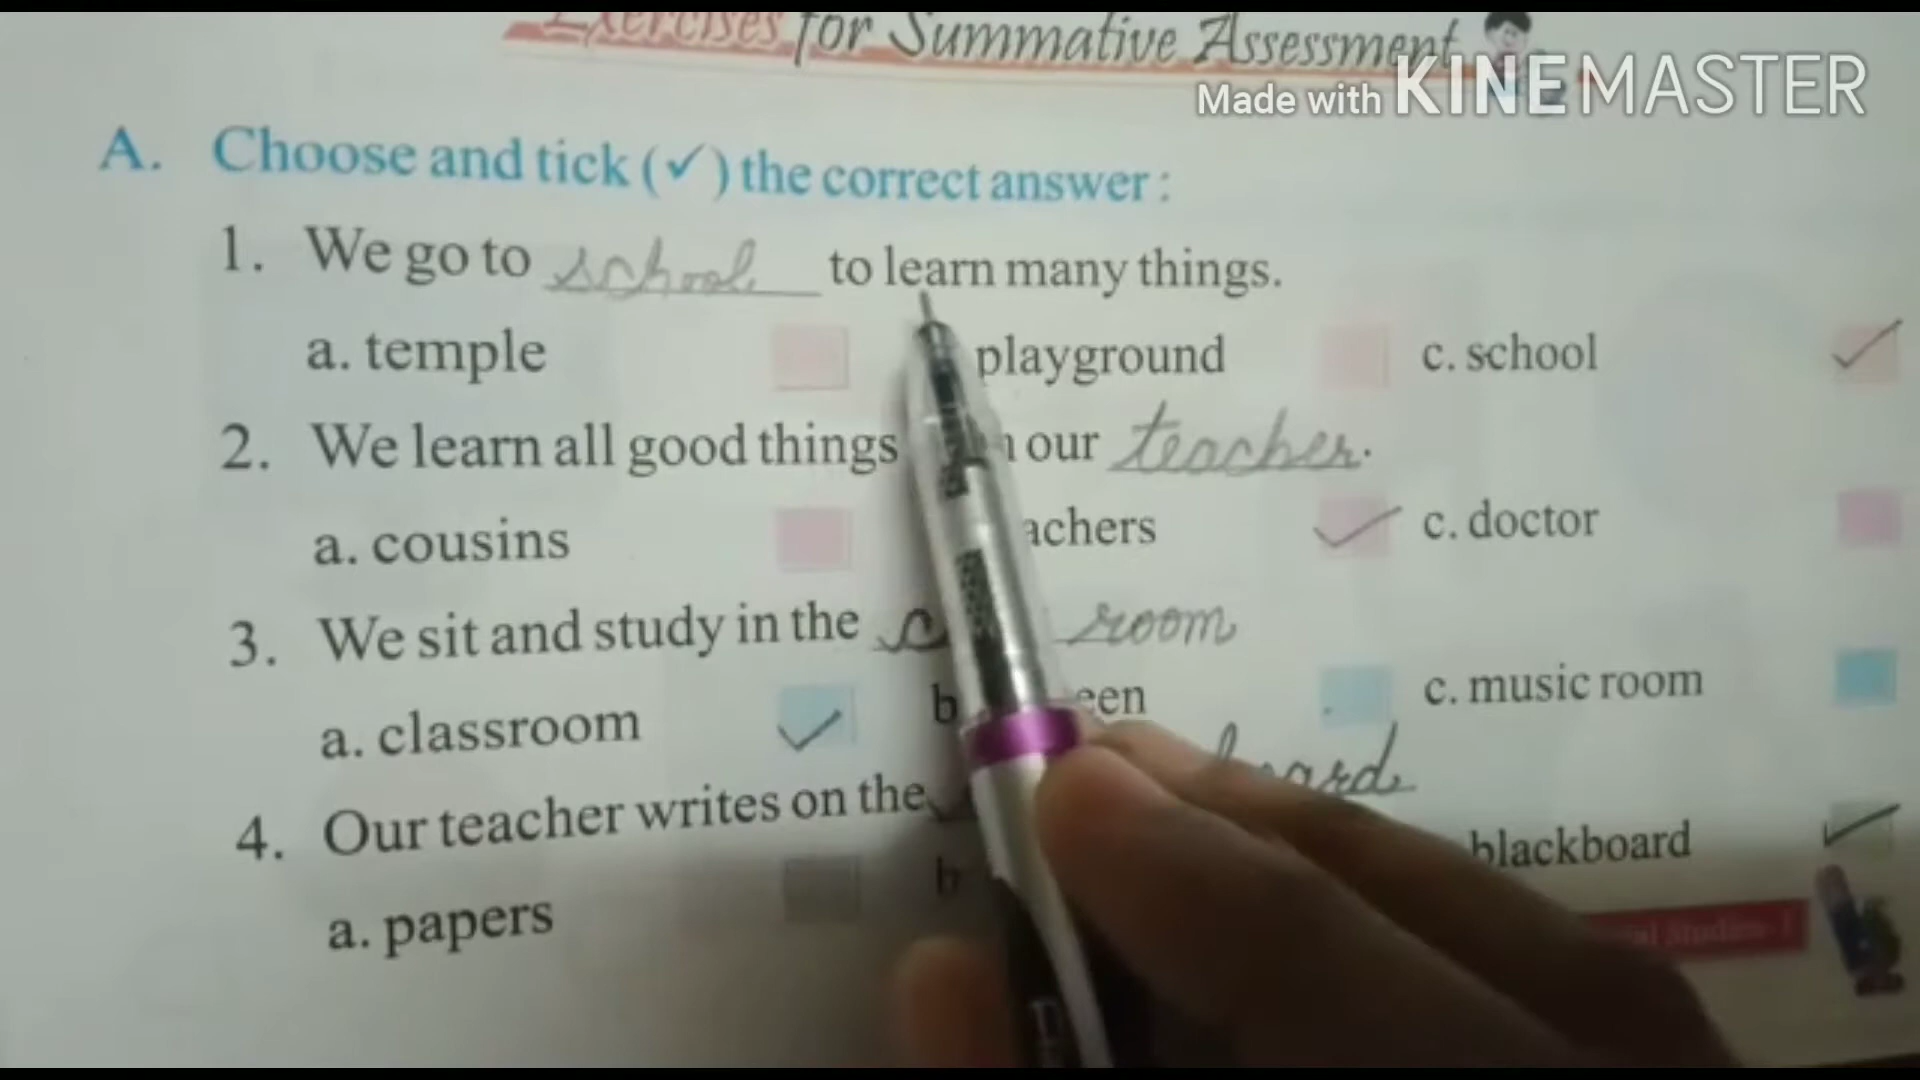 Exercises for Summative Assessment
Made with KINEMASTER
A. Choose and tick (✓) the correct answer :
1. We go to school to learn many things.
a. temple playground c. school ✓
2. We learn all good things our teacher.
a. cousins ✓ c. doctor
3. We sit and study in the room
a. classroom ✓ b c. music room
4. Our teacher writes on the
a. papers b blackboard ✓